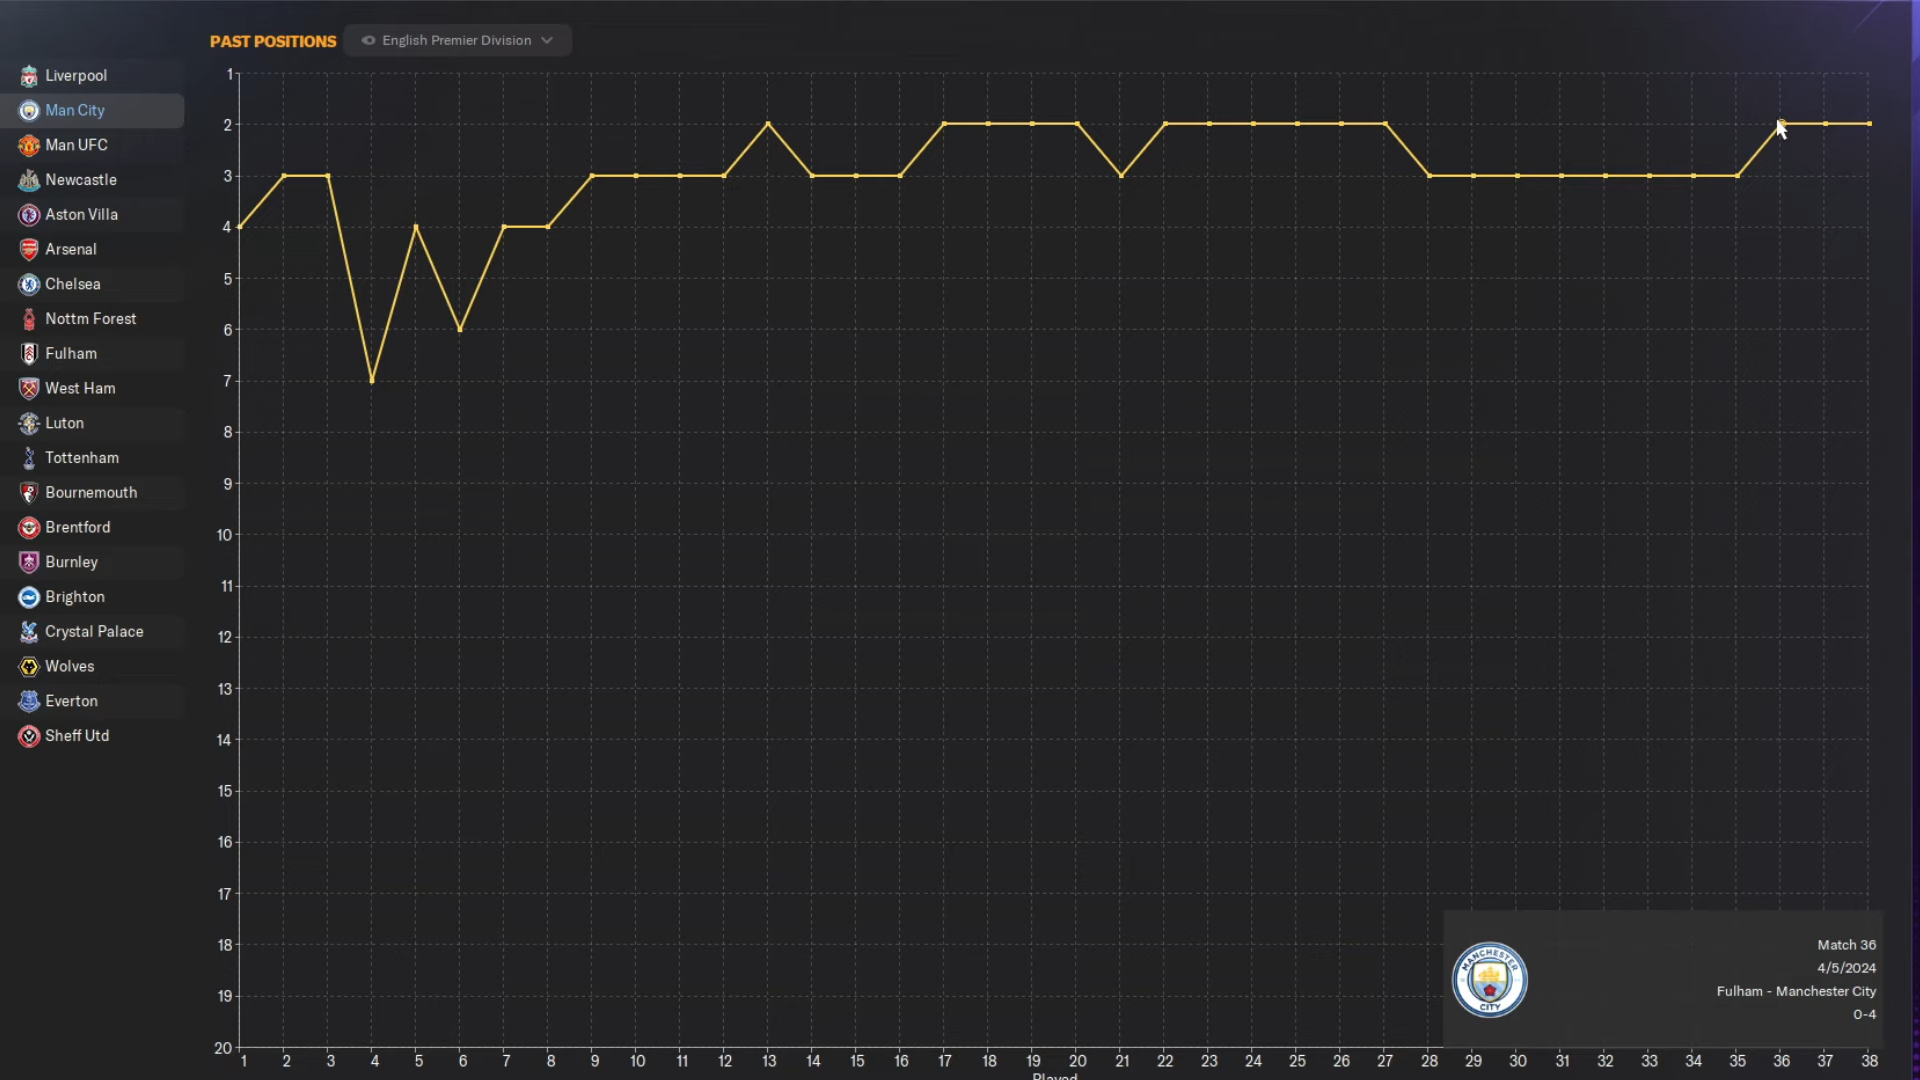 PAST POSITIONS
English Premier Division
Liverpool
Man City
Man UFC
Newcastle
Aston Villa
Arsenal
Chelsea
Nottm Forest
Fulham
West Ham
Luton
Tottenham
Bournemouth
Brentford
Burnley
Brighton
Crystal Palace
Wolves
Everton
Sheff Utd
1
2
3
4
5
6
7
8
9
10
11
12
13
14
15
16
17
18
19
20
1 2 3 4 5 6 7 8 9 10 11 12 13 14 15 16 17 18 19 20 21 22 23 24 25 26 27 28 29 30 31 32 33 34 35 36 37 38
Played
MANCHESTER
CITY
Match 36
4/5/2024
Fulham - Manchester City
0-4